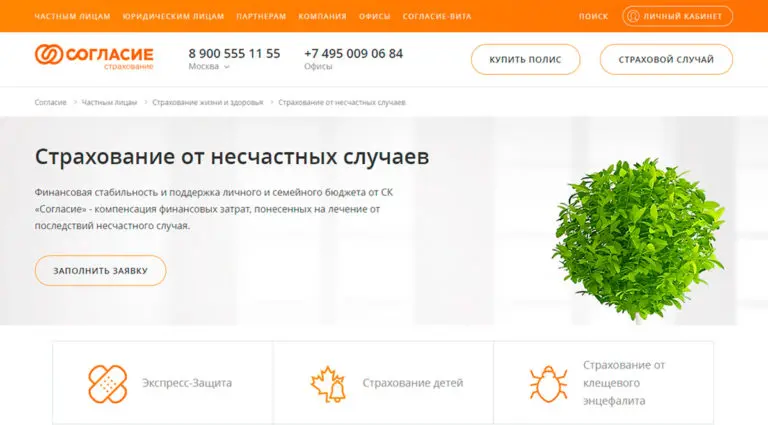 ЧАСТНЫМ ЛИЦАМ ЮРИДИЧЕСКИМ ЛИЦАМ ПАРТНЕРАМ КОМПАНИЯ ОФИСЫ СОГЛАСИЕ-ВИТА ПОИСК ЛИЧНЫЙ КАБИНЕТ
СОГЛАСИЕ
страхование
8 900 555 11 55
Москва
+7 495 009 06 84
Офисы
КУПИТЬ ПОЛИС
СТРАХОВОЙ СЛУЧАЙ
Согласие > Частным лицам > Страхование жизни и здоровья > Страхование от несчастных случаев
Страхование от несчастных случаев
Финансовая стабильность и поддержка личного и семейного бюджета от СК
«Согласие» - компенсация финансовых затрат, понесенных на лечение от
последствий несчастного случая.
ЗАПОЛНИТЬ ЗАЯВКУ
Экспресс-Защита
Страхование детей
Страхование от
клещевого
энцефалита